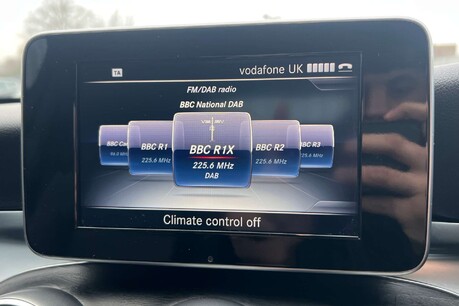 TA
vodafone UK
FM/DAB radio
BBC National DAB
BBC R1X
225.6 MHz
DAB
BBC R1
225.6 MHz
BBC R2
225.6 MHz
BBC R3
225.6 MHz
BBC
Climate control off